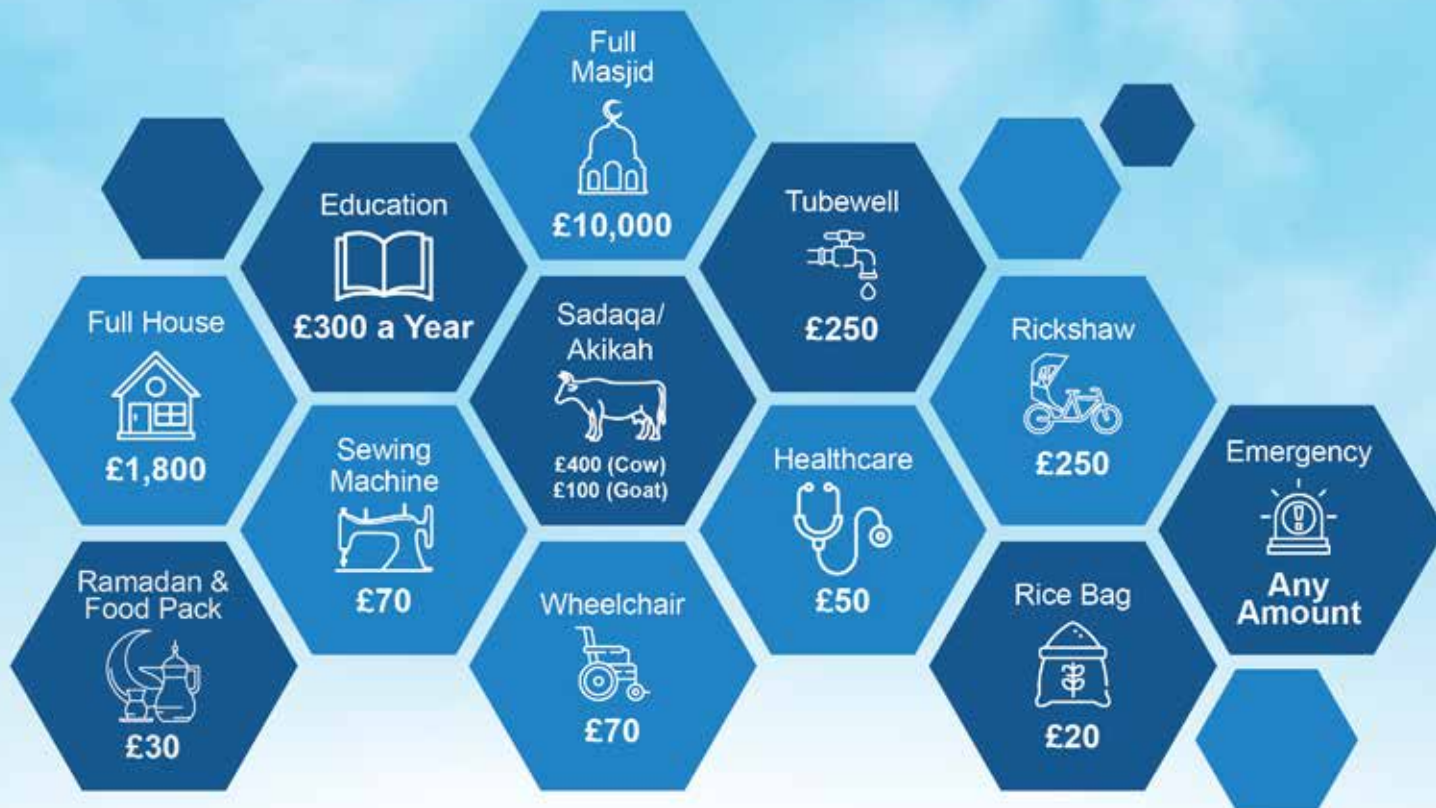 Full
Masjid
£10,000
Education
£300 a Year
Tubewell
£250
Full House
£1,800
Sadaqa/
Akikah
£400 (Cow)
£100 (Goat)
Rickshaw
£250
Sewing
Machine
£70
Healthcare
£50
Emergency
Any
Amount
Ramadan &
Food Pack
£30
Wheelchair
£70
Rice Bag
£20